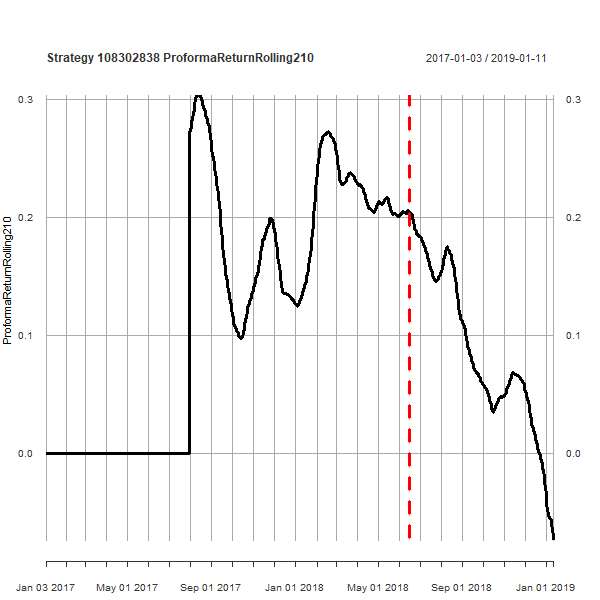 Strategy 108302838 ProformaReturnRolling210
2017-01-03 / 2019-01-11
0.3
0.3
0.2
0.2
0.1
0.1
0.0
0.0
ProformaReturnRolling210
Jan 03 2017
May 01 2017
Sep 01 2017
Jan 01 2018
May 01 2018
Sep 01 2018
Jan 01 2019